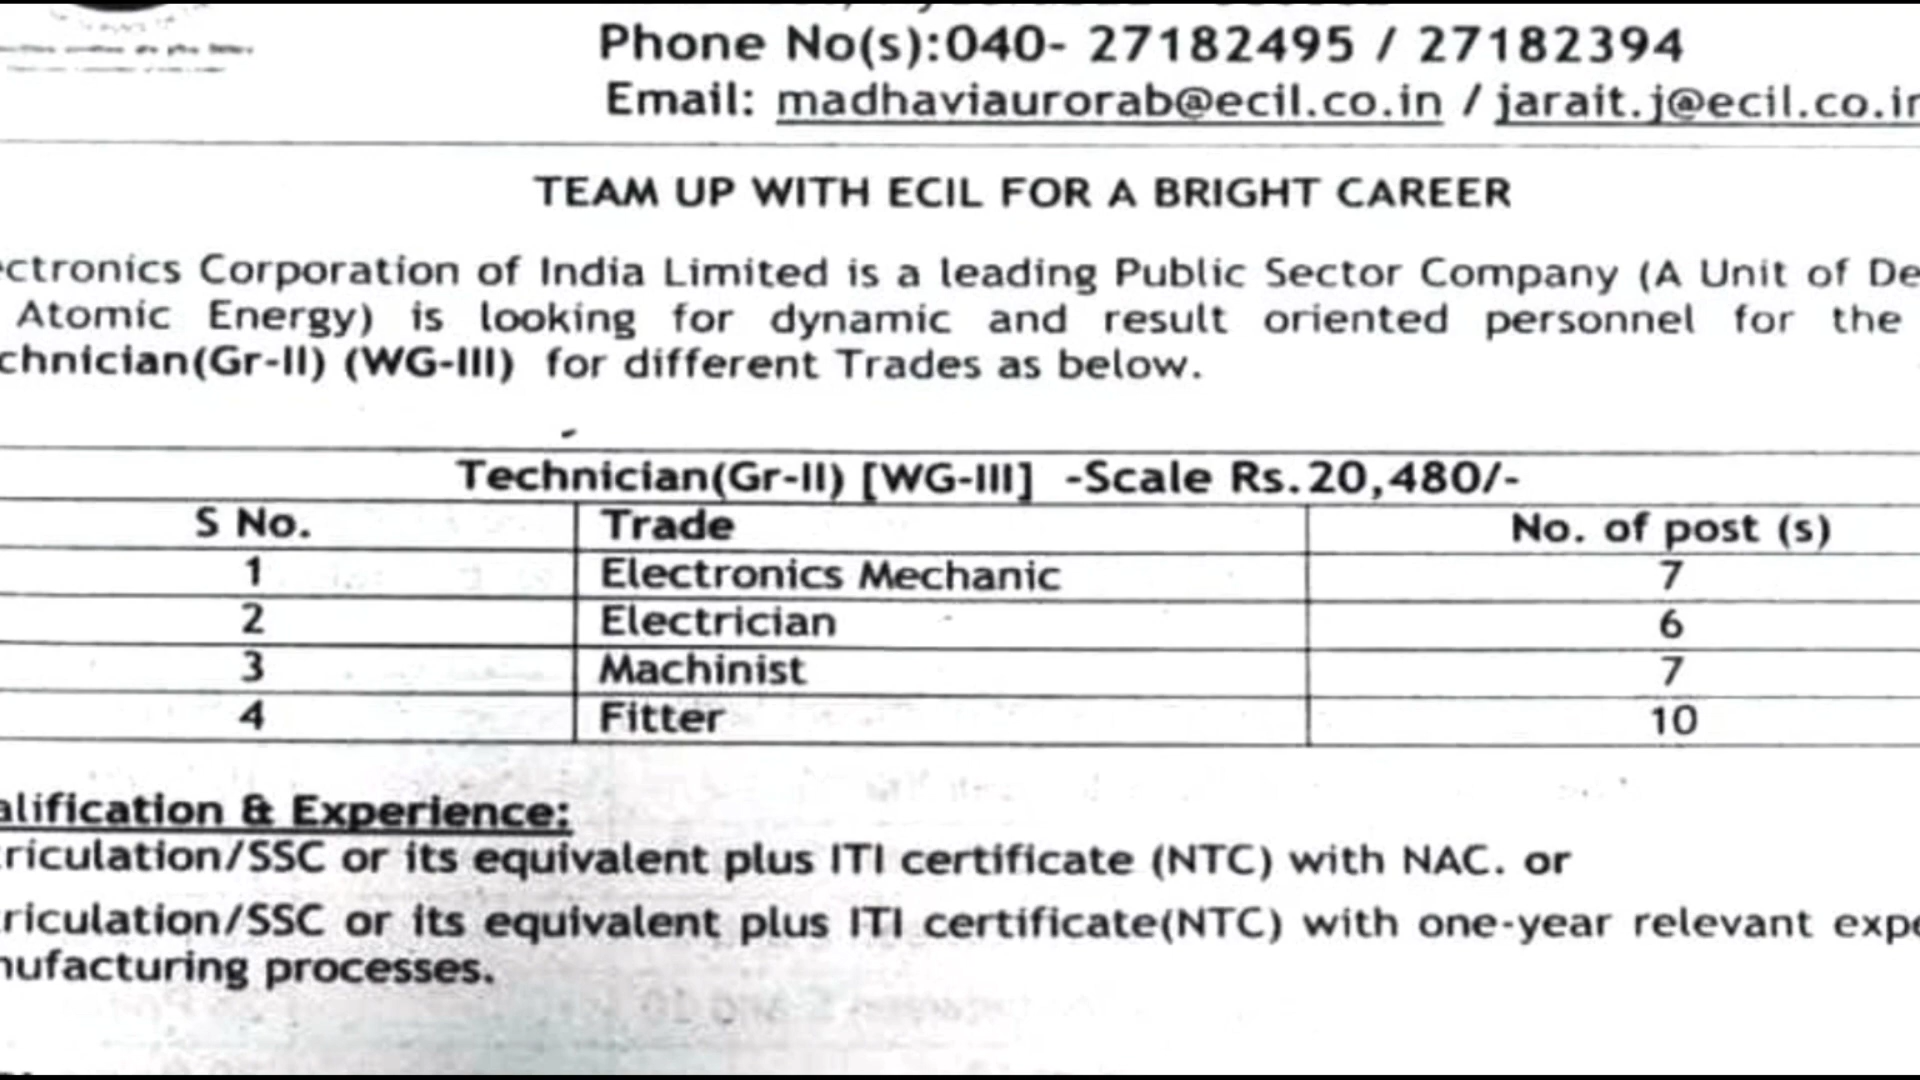 Phone No(s):040- 27182495 / 27182394
Email: madhaviaurorab@ecil.co.in / jarait.j@ecil.co.in
TEAM UP WITH ECIL FOR A BRIGHT CAREER
ctronics Corporation of India Limited is a leading Public Sector Company (A Unit of De
Atomic Energy) is looking for dynamic and result oriented personnel for the
chnician(Gr-II) (WG-III) for different Trades as below.
Technician(Gr-II) [WG-III] -Scale Rs.20,480/-
S No. Trade No. of post (s)
1 Electronics Mechanic 7
2 Electrician 6
3 Machinist 7
4 Fitter 10
alification & Experience:
riculation/SSC or its equivalent plus ITI certificate (NTC) with NAC. or
riculation/SSC or its equivalent plus ITI certificate(NTC) with one-year relevant expe
nufacturing processes.